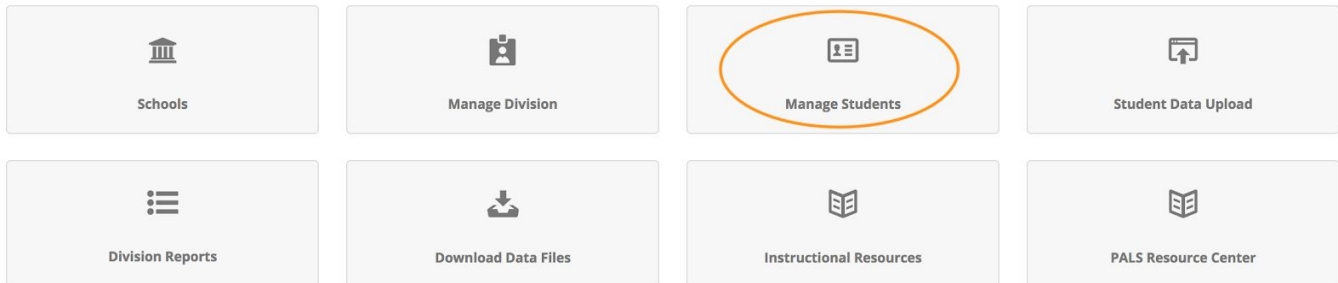 Schools
Manage Division
Manage Students
Student Data Upload
Division Reports
Download Data Files
Instructional Resources
PALS Resource Center